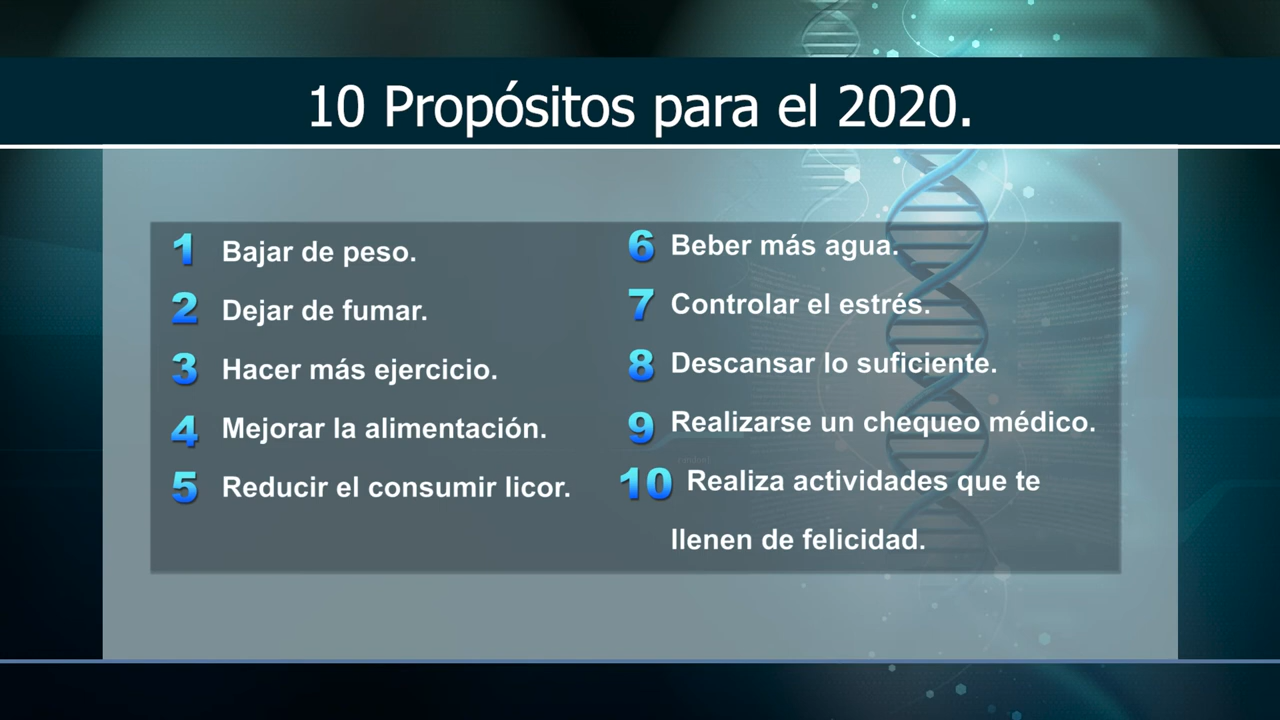 10 Propósitos para el 2020.
1 Bajar de peso.
2 Dejar de fumar.
3 Hacer más ejercicio.
4 Mejorar la alimentación.
5 Reducir el consumir licor.
6 Beber más agua.
7 Controlar el estrés.
8 Descansar lo suficiente.
9 Realizarse un chequeo médico.
10 Realiza actividades que te
llenen de felicidad.